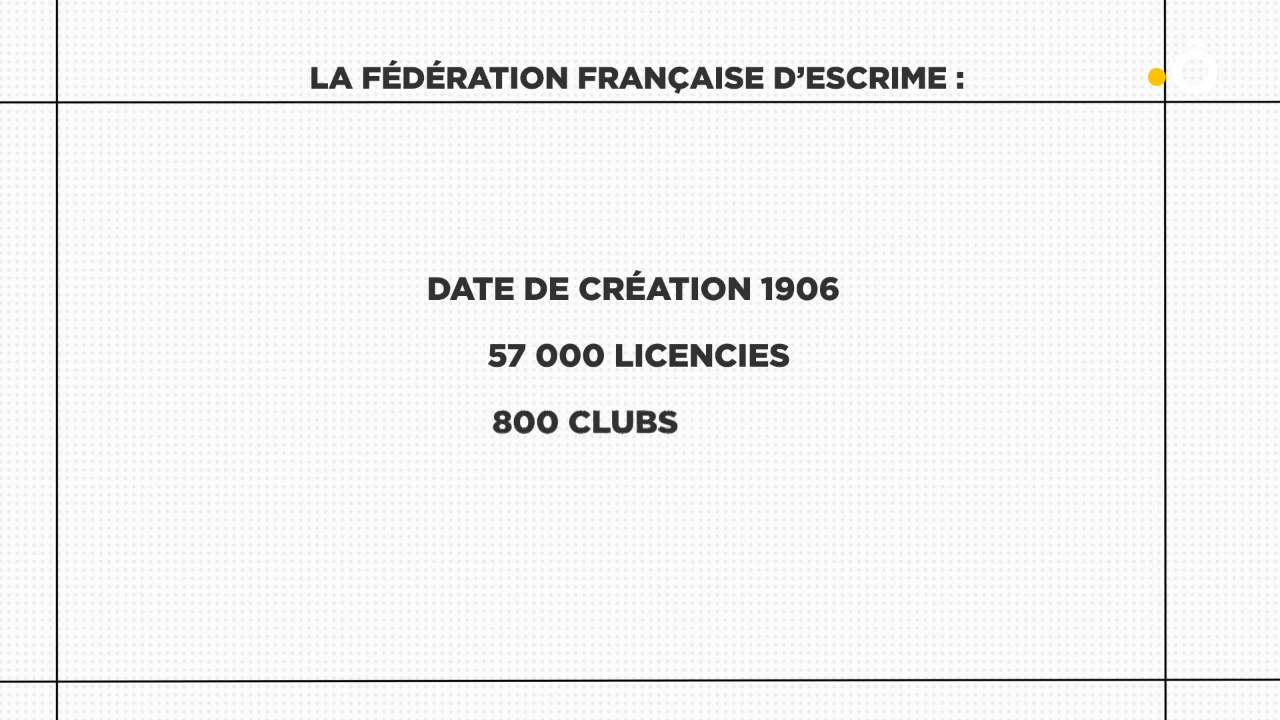 LA FÉDÉRATION FRANÇAISE D'ESCRIME :
DATE DE CRÉATION 1906
57 000 LICENCIES
800 CLUBS